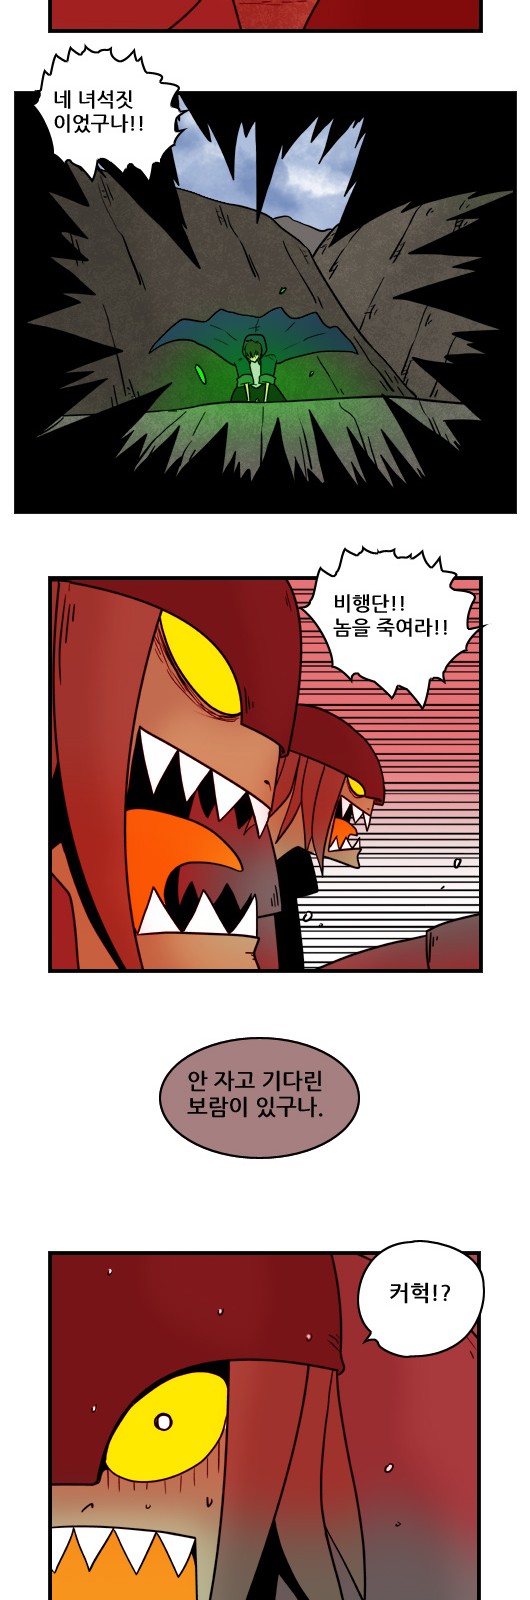 네 녀석짓
이었구나!!
비행단!!
놈을 죽여라!!
안 자고 기다린
보람이 있구나.
커헉!?